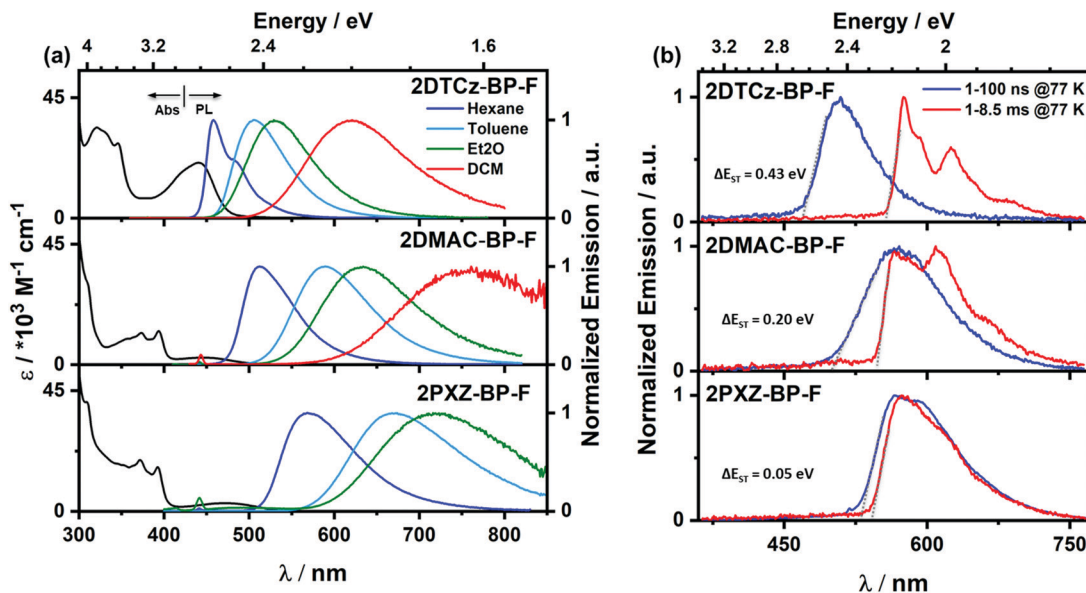 Energy / eV
(a)
4 3.2 2.4 1.6
2DTCz-BP-F
Abs PL
Hexane
Toluene
Et2O
DCM
45
0
1
0
2DMAC-BP-F
45
0
1
0
2PXZ-BP-F
45
0
1
0
300 400 500 600 700 800
ε / *10³ M⁻¹ cm⁻¹
Normalized Emission / a.u.
λ / nm
Energy / eV
(b)
3.2 2.8 2.4 2
2DTCz-BP-F
1-100 ns @77 K
1-8.5 ms @77 K
ΔE_ST = 0.43 eV
1
0
2DMAC-BP-F
ΔE_ST = 0.20 eV
1
0
2PXZ-BP-F
ΔE_ST = 0.05 eV
1
0
450 600 750
Normalized Emission / a.u.
λ / nm